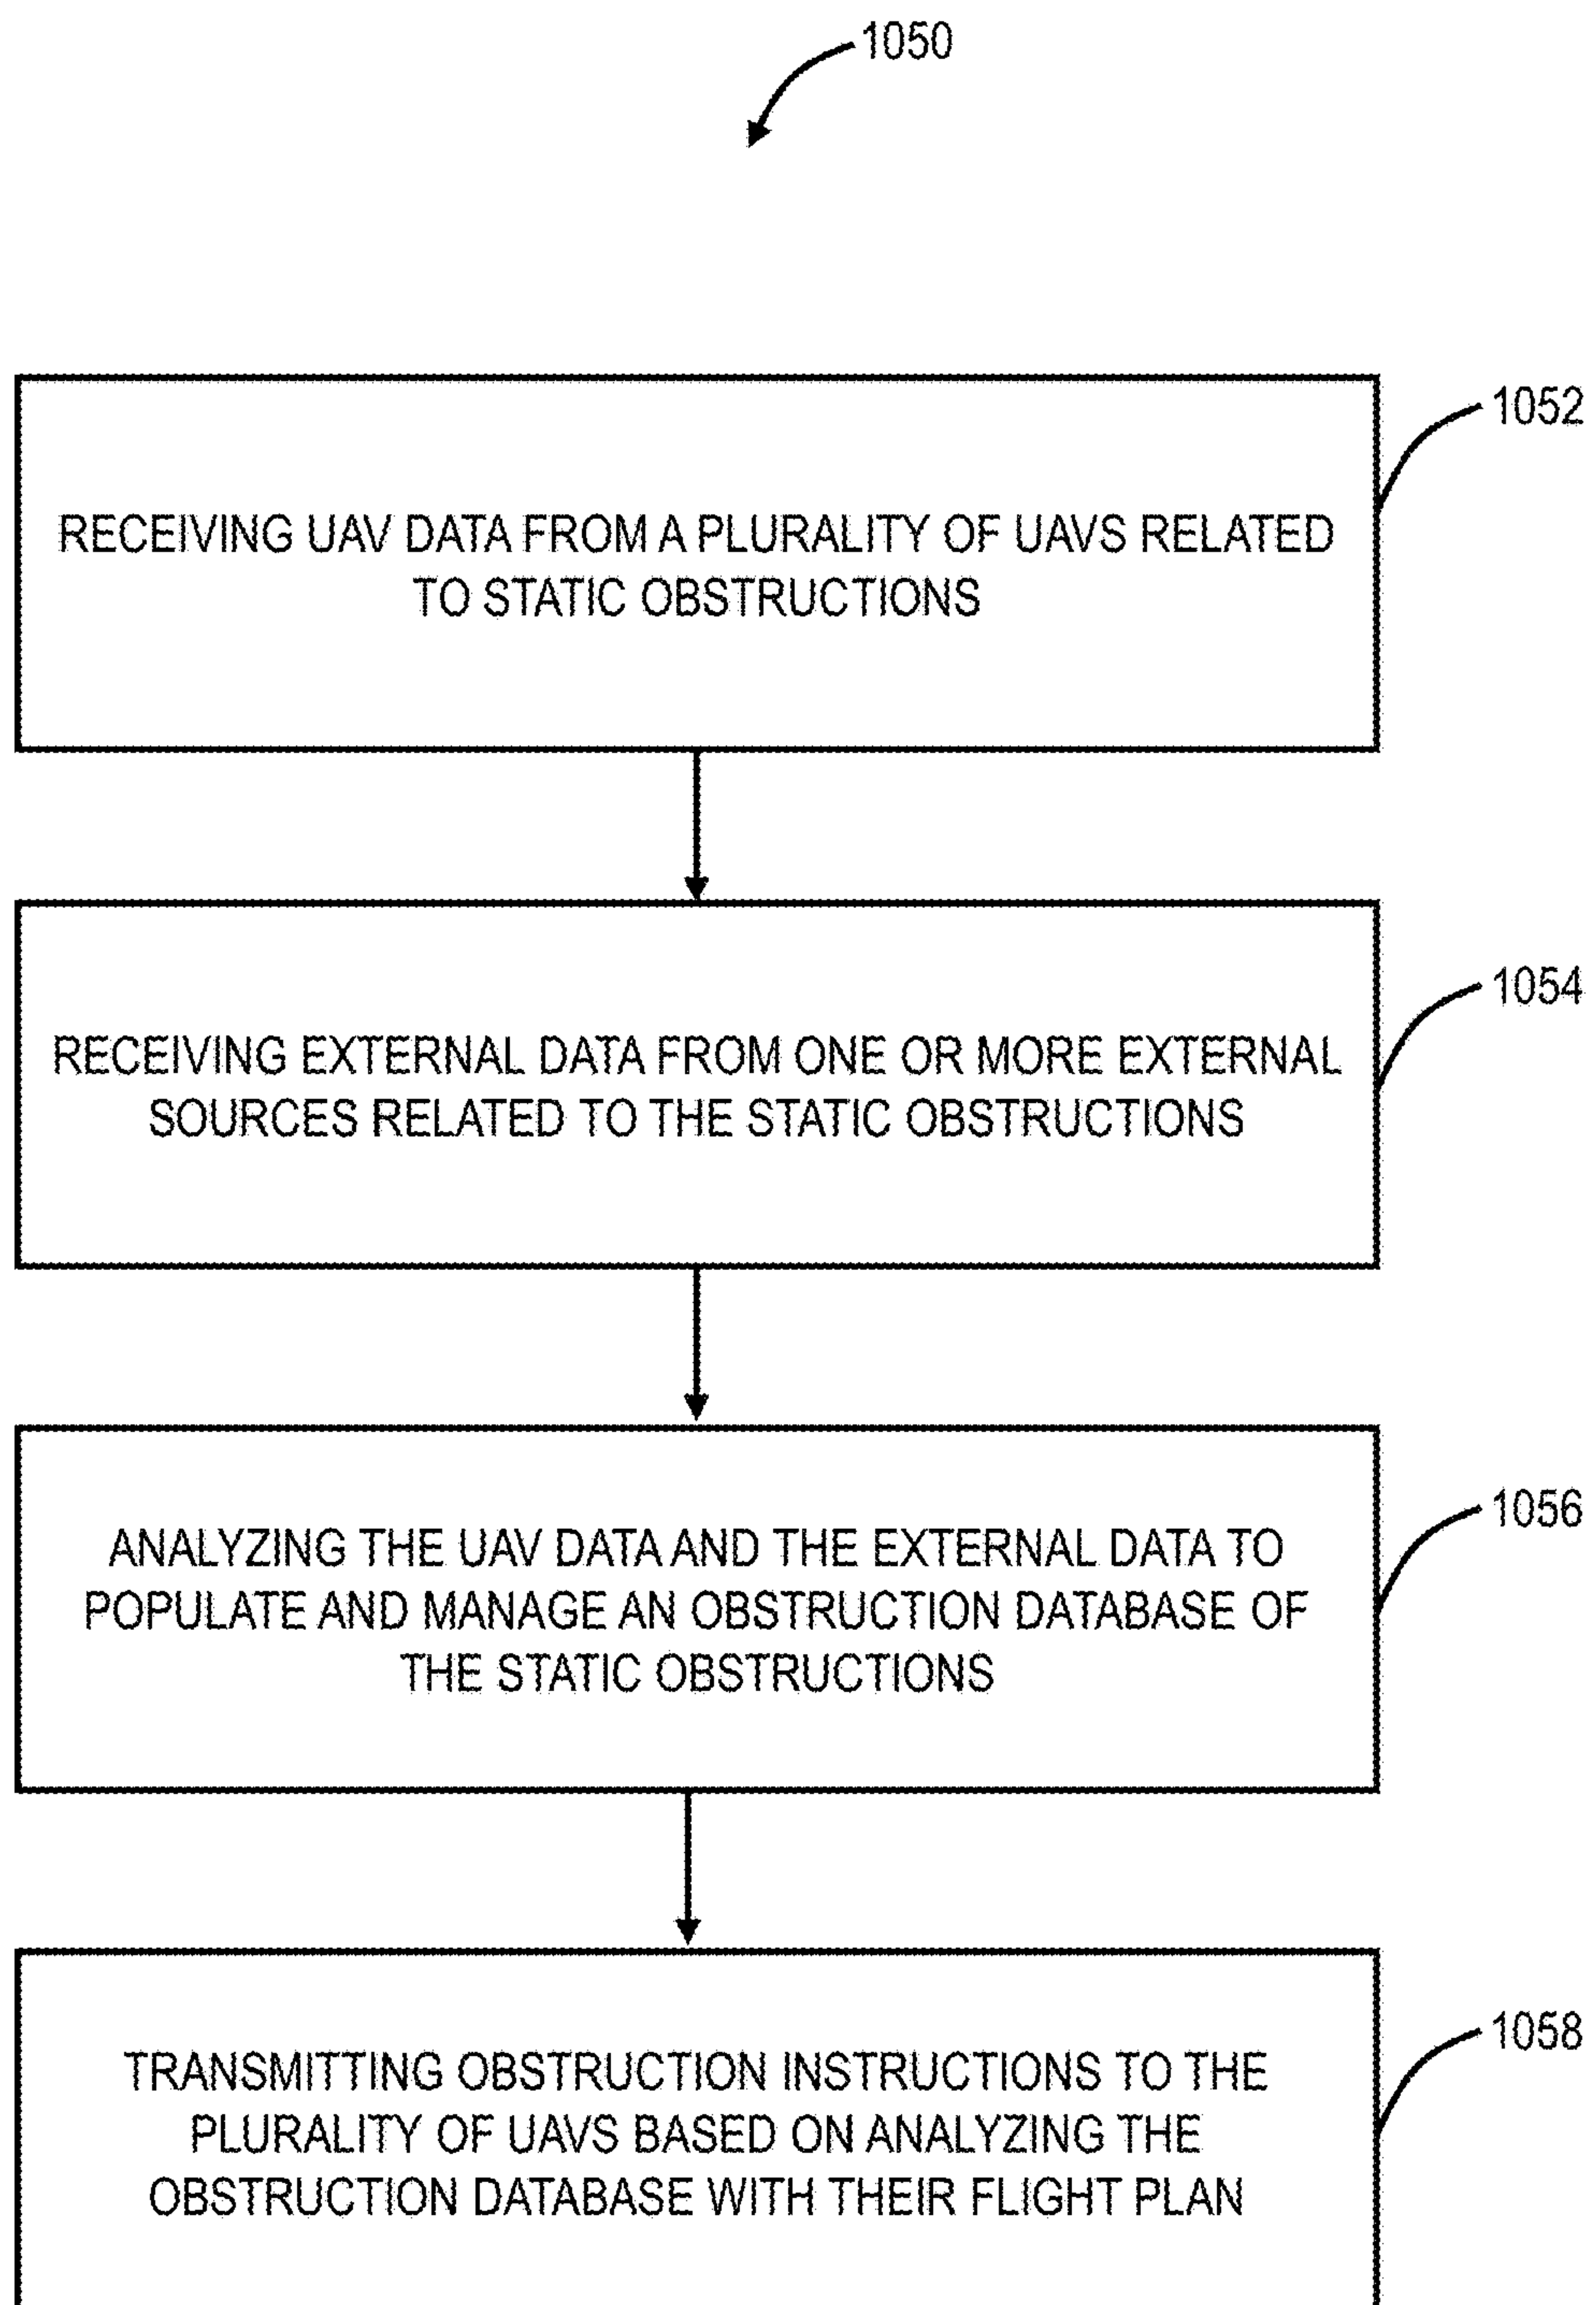 1050
1052
RECEIVING UAV DATA FROM A PLURALITY OF UAVS RELATED
TO STATIC OBSTRUCTIONS
1054
RECEIVING EXTERNAL DATA FROM ONE OR MORE EXTERNAL
SOURCES RELATED TO THE STATIC OBSTRUCTIONS
1056
ANALYZING THE UAV DATA AND THE EXTERNAL DATA TO
POPULATE AND MANAGE AN OBSTRUCTION DATABASE OF
THE STATIC OBSTRUCTIONS
1058
TRANSMITTING OBSTRUCTION INSTRUCTIONS TO THE
PLURALITY OF UAVS BASED ON ANALYZING THE
OBSTRUCTION DATABASE WITH THEIR FLIGHT PLAN